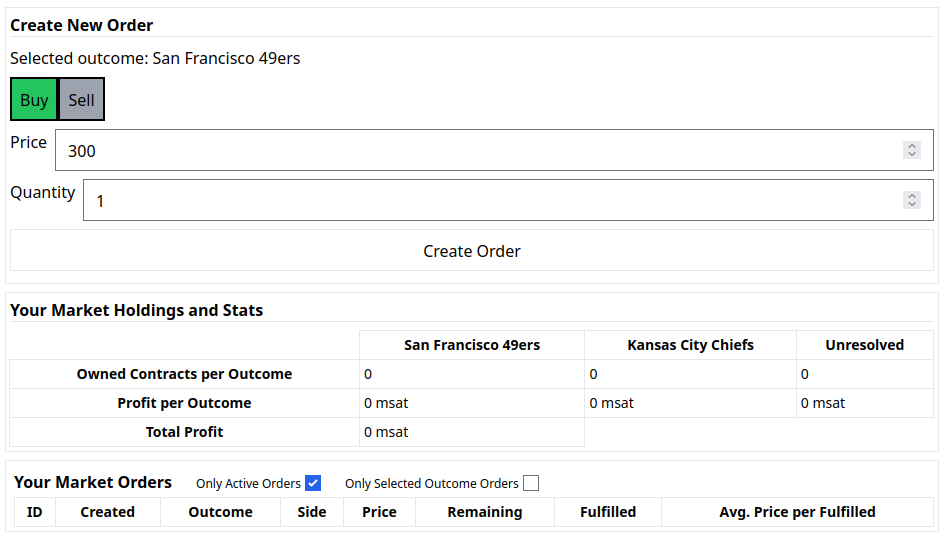 Create New Order
Selected outcome: San Francisco 49ers
Buy Sell
Price 300
Quantity 1
Create Order
Your Market Holdings and Stats
San Francisco 49ers Kansas City Chiefs Unresolved
Owned Contracts per Outcome 0 0 0
Profit per Outcome 0 msat 0 msat 0 msat
Total Profit 0 msat
Your Market Orders Only Active Orders Only Selected Outcome Orders
ID Created Outcome Side Price Remaining Fulfilled Avg. Price per Fulfilled